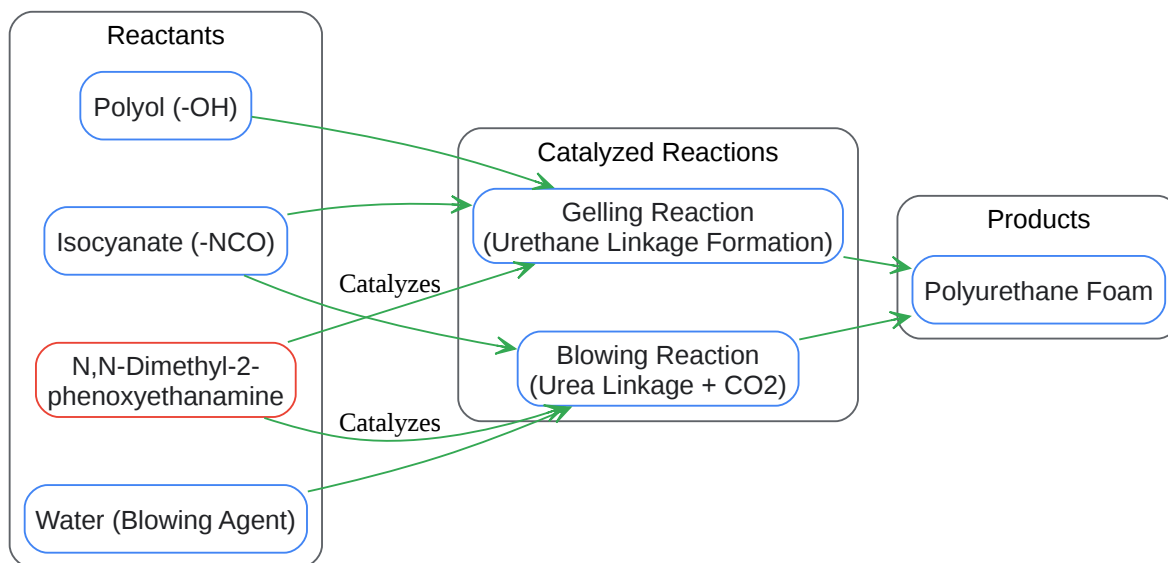 Reactants
Polyol (-OH)
Isocyanate (-NCO)
N,N-Dimethyl-2-
phenoxyethanamine
Water (Blowing Agent)
Catalyzes
Catalyzes
Catalyzed Reactions
Gelling Reaction
(Urethane Linkage Formation)
Blowing Reaction
(Urea Linkage + CO2)
Products
Polyurethane Foam